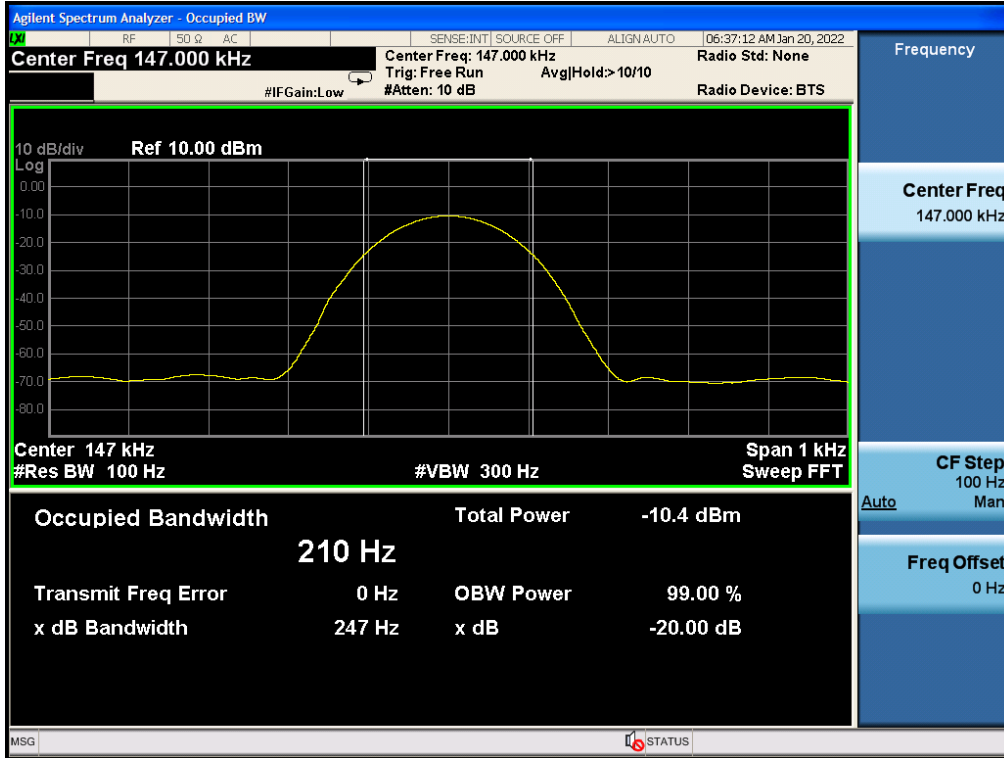 Agilent Spectrum Analyzer - Occupied BW
LXI RF 50 Ω AC SENSE:INT SOURCE OFF ALIGN AUTO 06:37:12 AM Jan 20, 2022
Center Freq 147.000 kHz
Center Freq: 147.000 kHz
Radio Std: None
Trig: Free Run Avg|Hold:>10/10
#IFGain:Low
#Atten: 10 dB
Radio Device: BTS
10 dB/div Ref 10.00 dBm
Log
0.00
-10.0
-20.0
-30.0
-40.0
-50.0
-60.0
-70.0
-80.0
Center 147 kHz Span 1 kHz
#Res BW 100 Hz #VBW 300 Hz Sweep FFT
Occupied Bandwidth Total Power -10.4 dBm
210 Hz
Transmit Freq Error 0 Hz OBW Power 99.00 %
x dB Bandwidth 247 Hz x dB -20.00 dB
MSG STATUS
Frequency
Center Freq
147.000 kHz
CF Step
100 Hz
Auto Man
Freq Offset
0 Hz